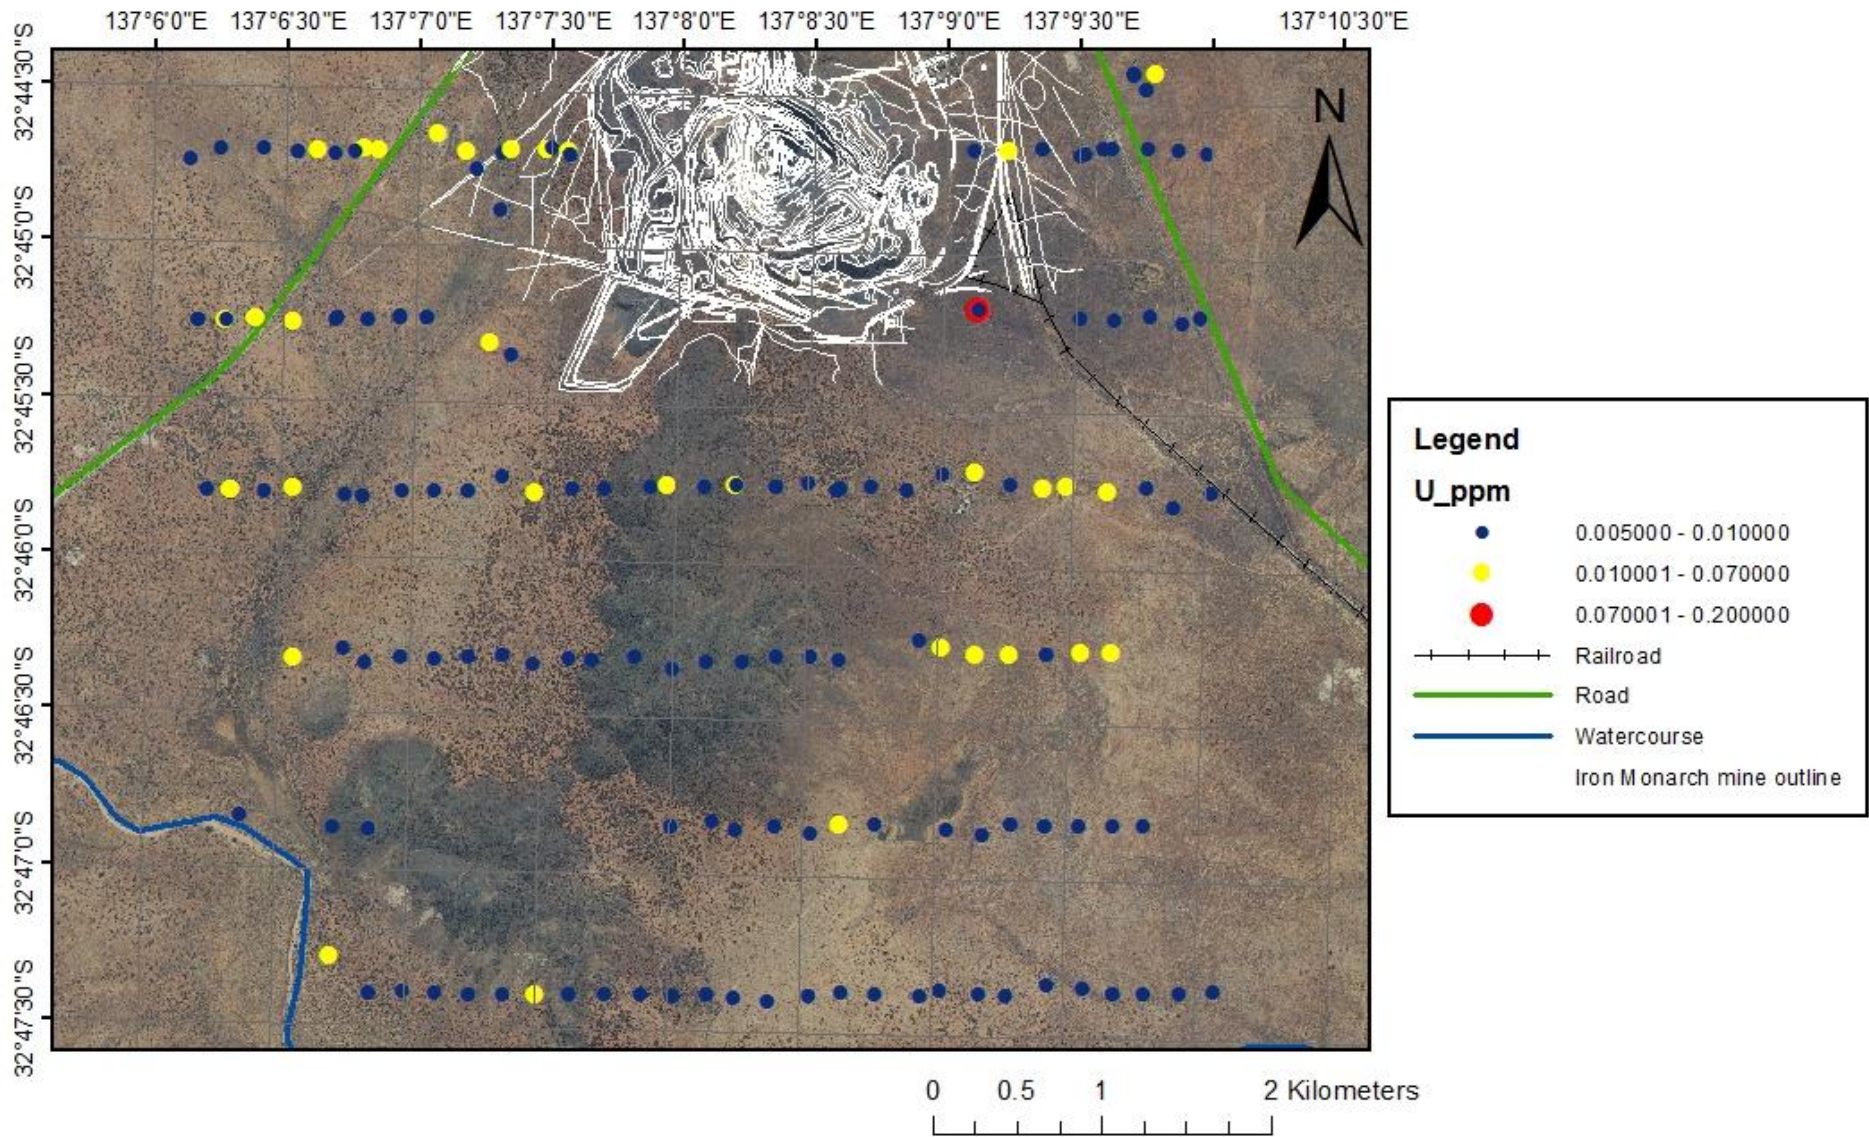 137°6'0"E 137°6'30"E 137°7'0"E 137°7'30"E 137°8'0"E 137°8'30"E 137°9'0"E 137°9'30"E 137°10'30"E
32°44'30"S
32°45'0"S
32°45'30"S
32°46'0"S
32°46'30"S
32°47'0"S
32°47'30"S
N
Legend
U_ppm
0.005000 - 0.010000
0.010001 - 0.070000
0.070001 - 0.200000
Railroad
Road
Watercourse
Iron Monarch mine outline
0 0.5 1 2 Kilometers